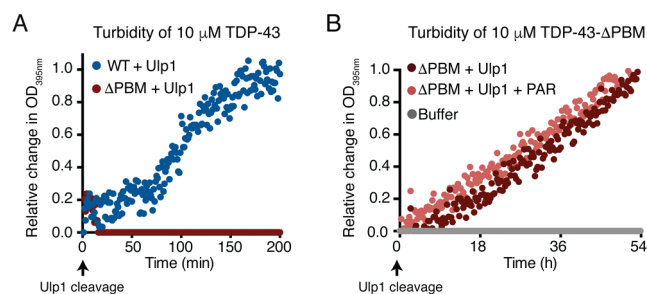 A
Turbidity of 10 μM TDP-43
Relative change in OD395nm
1.0
0.8
0.6
0.4
0.2
0.0
WT + Ulp1
ΔPBM + Ulp1
0
50
100
150
200
Time (min)
Ulp1 cleavage
B
Turbidity of 10 μM TDP-43-ΔPBM
Relative change in OD395nm
1.0
0.8
0.6
0.4
0.2
0.0
ΔPBM + Ulp1
ΔPBM + Ulp1 + PAR
Buffer
0
18
36
54
Time (h)
Ulp1 cleavage